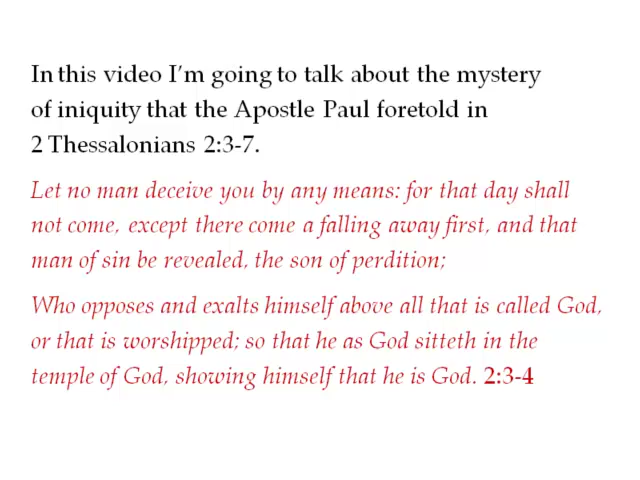 In this video I'm going to talk about the mystery
of iniquity that the Apostle Paul foretold in
2 Thessalonians 2:3-7.
Let no man deceive you by any means: for that day shall
not come, except there come a falling away first, and that
man of sin be revealed, the son of perdition;
Who opposes and exalts himself above all that is called God,
or that is worshipped; so that he as God sitteth in the
temple of God, showing himself that he is God. 2:3-4